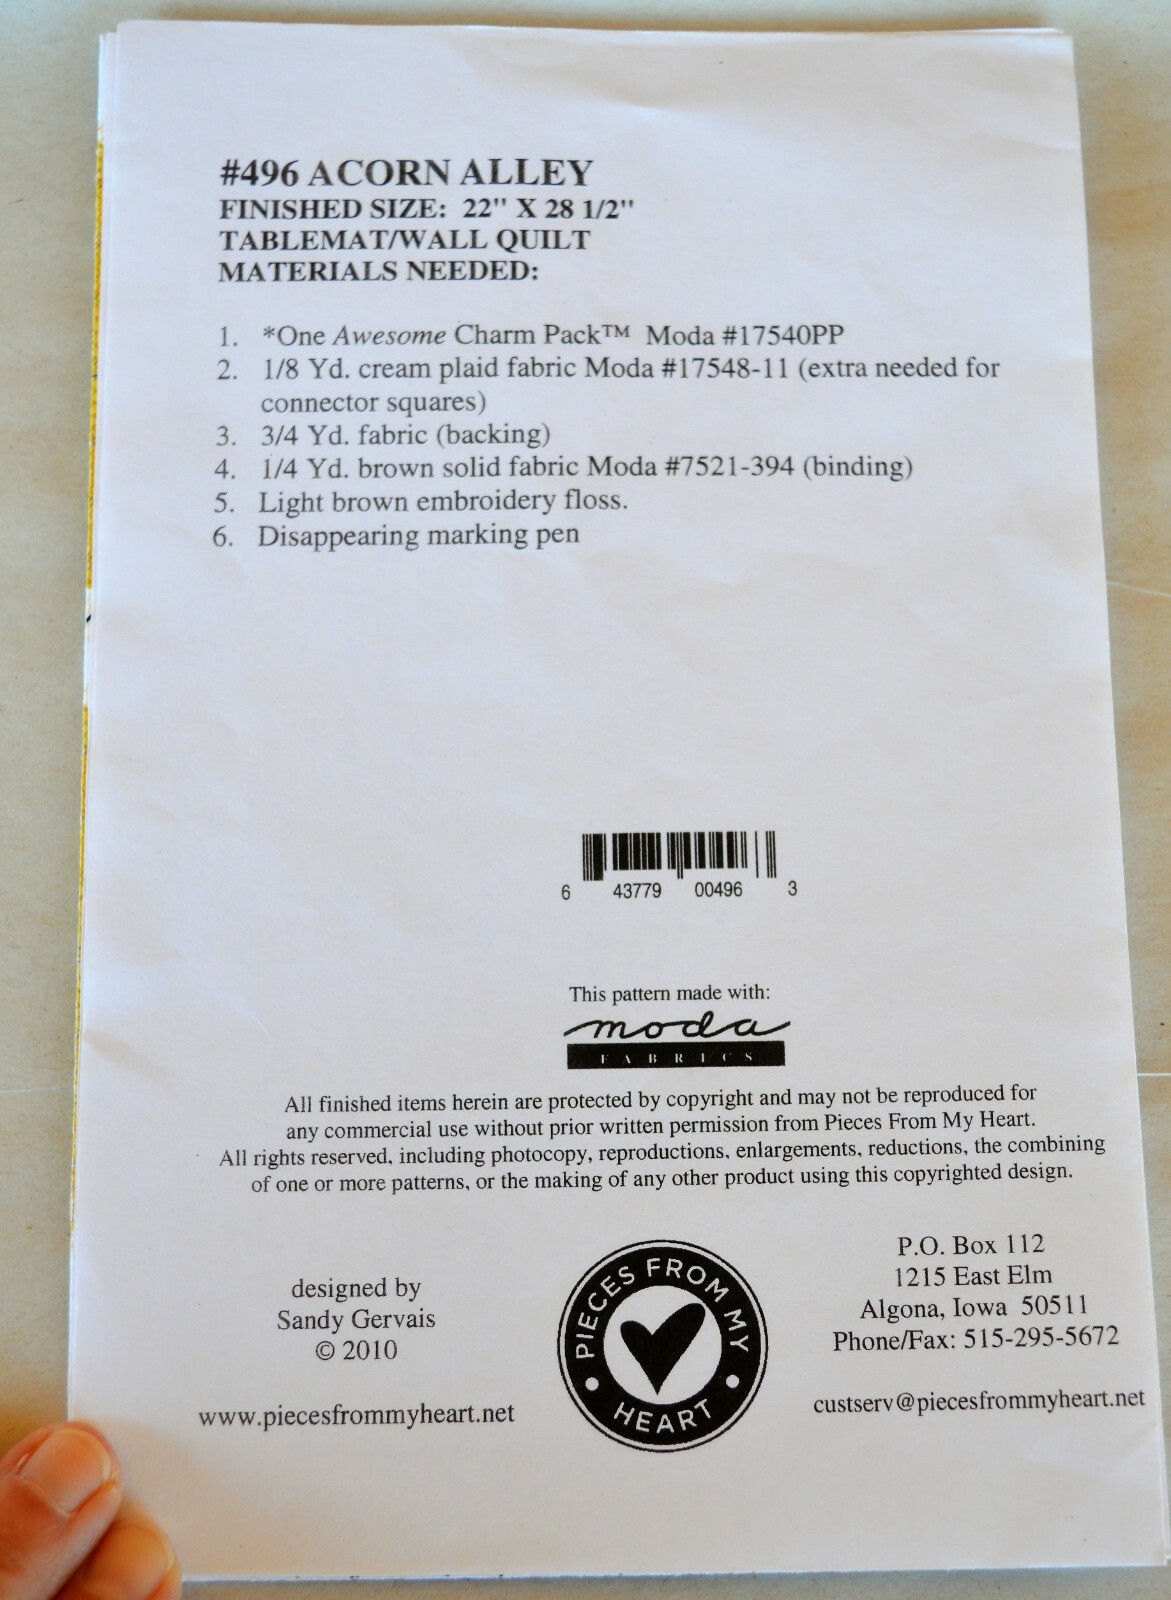 #496 ACORN ALLEY
FINISHED SIZE: 22" X 28 1/2"
TABLEMAT/WALL QUILT
MATERIALS NEEDED:
1. *One Awesome Charm Pack™ Moda #17540PP
2. 1/8 Yd. cream plaid fabric Moda #17548-11 (extra needed for
connector squares)
3. 3/4 Yd. fabric (backing)
4. 1/4 Yd. brown solid fabric Moda #7521-394 (binding)
5. Light brown embroidery floss.
6. Disappearing marking pen
6 43779 00496 3
This pattern made with:
moda
FABRICS
All finished items herein are protected by copyright and may not be reproduced for
any commercial use without prior written permission from Pieces From My Heart.
All rights reserved, including photocopy, reproductions, enlargements, reductions, the combining
of one or more patterns, or the making of any other product using this copyrighted design.
designed by
Sandy Gervais
© 2010
www.piecesfrommyheart.net
PIECES FROM MY
HEART
P.O. Box 112
1215 East Elm
Algona, Iowa 50511
Phone/Fax: 515-295-5672
custserv@piecesfrommyheart.net